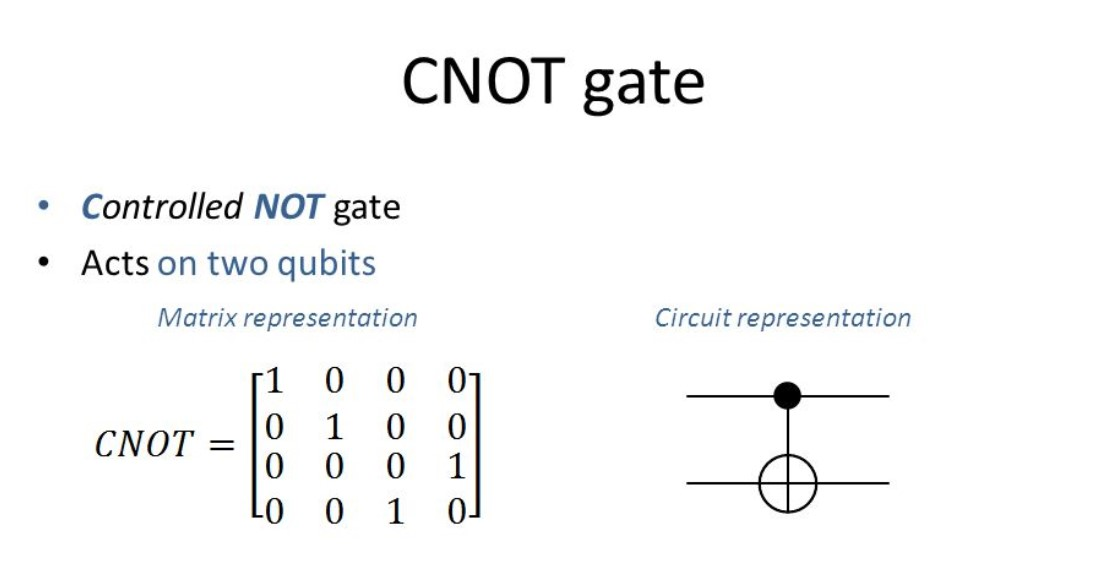 CNOT gate
• Controlled NOT gate
• Acts on two qubits
Matrix representation
Circuit representation
CNOT =
1 0 0 0
0 1 0 0
0 0 0 1
0 0 1 0